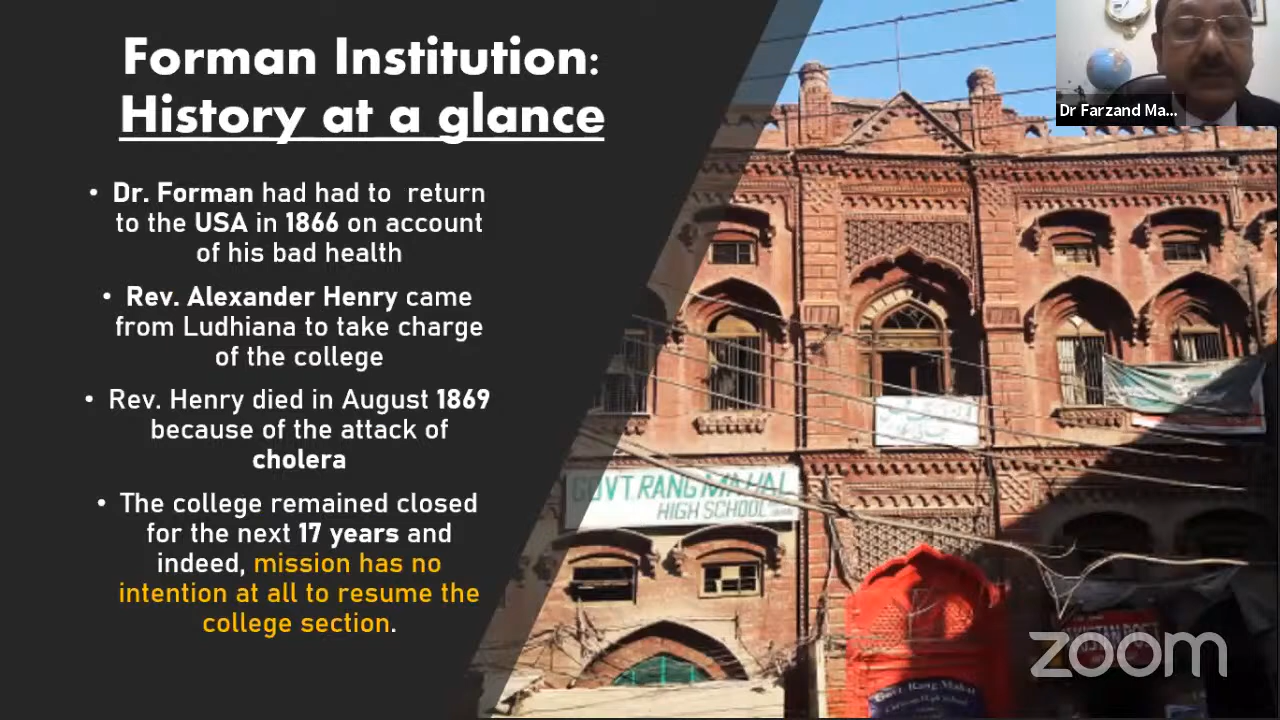 Forman Institution:
History at a glance
• Dr. Forman had had to return
to the USA in 1866 on account
of his bad health
• Rev. Alexander Henry came
from Ludhiana to take charge
of the college
• Rev. Henry died in August 1869
because of the attack of
cholera
• The college remained closed
for the next 17 years and
indeed, mission has no
intention at all to resume the
college section.
Dr Farzand Ma...
GOVT. RANG MAHAL
HIGH SCHOOL
Govt. Rang Mahal
zoom